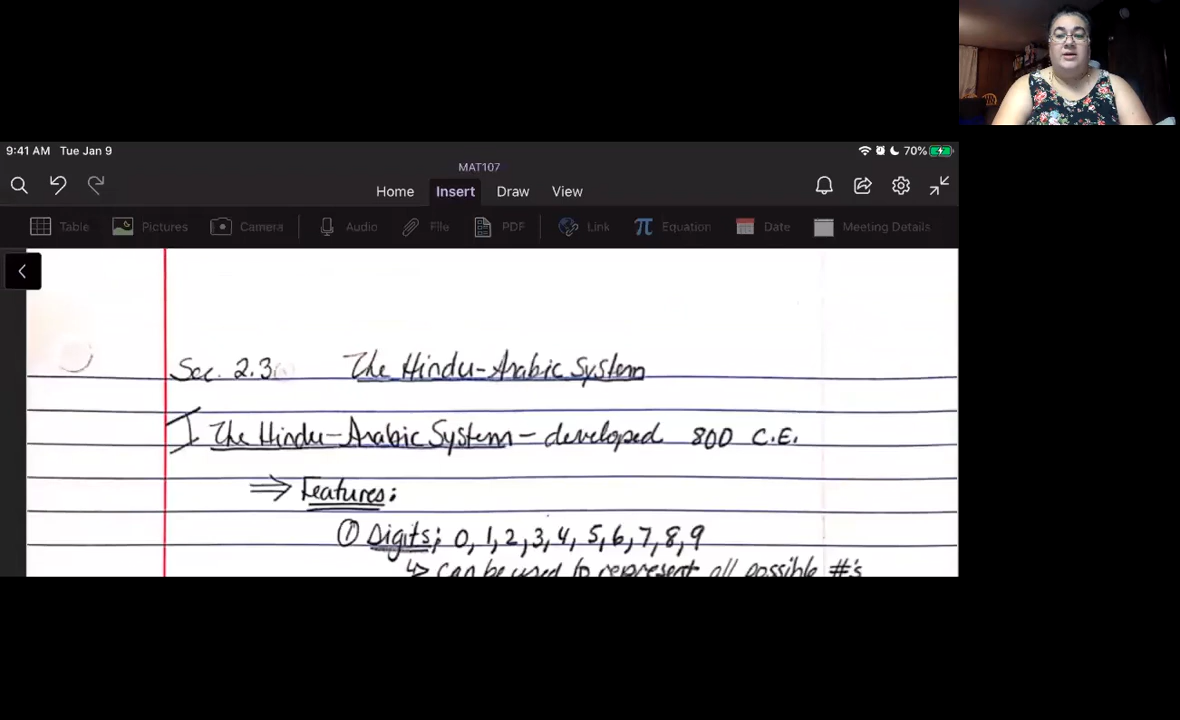 9:41 AM Tue Jan 9
70%
MAT107
Home Insert Draw View
Table Pictures Camera Audio File PDF Link Equation Date Meeting Details
Sec. 2.3 The Hindu-Arabic System
I The Hindu-Arabic System - developed 800 C.E.
⇒ Features:
① Digits; 0, 1, 2, 3, 4, 5, 6, 7, 8, 9
↳ can be used to represent all possible #'s